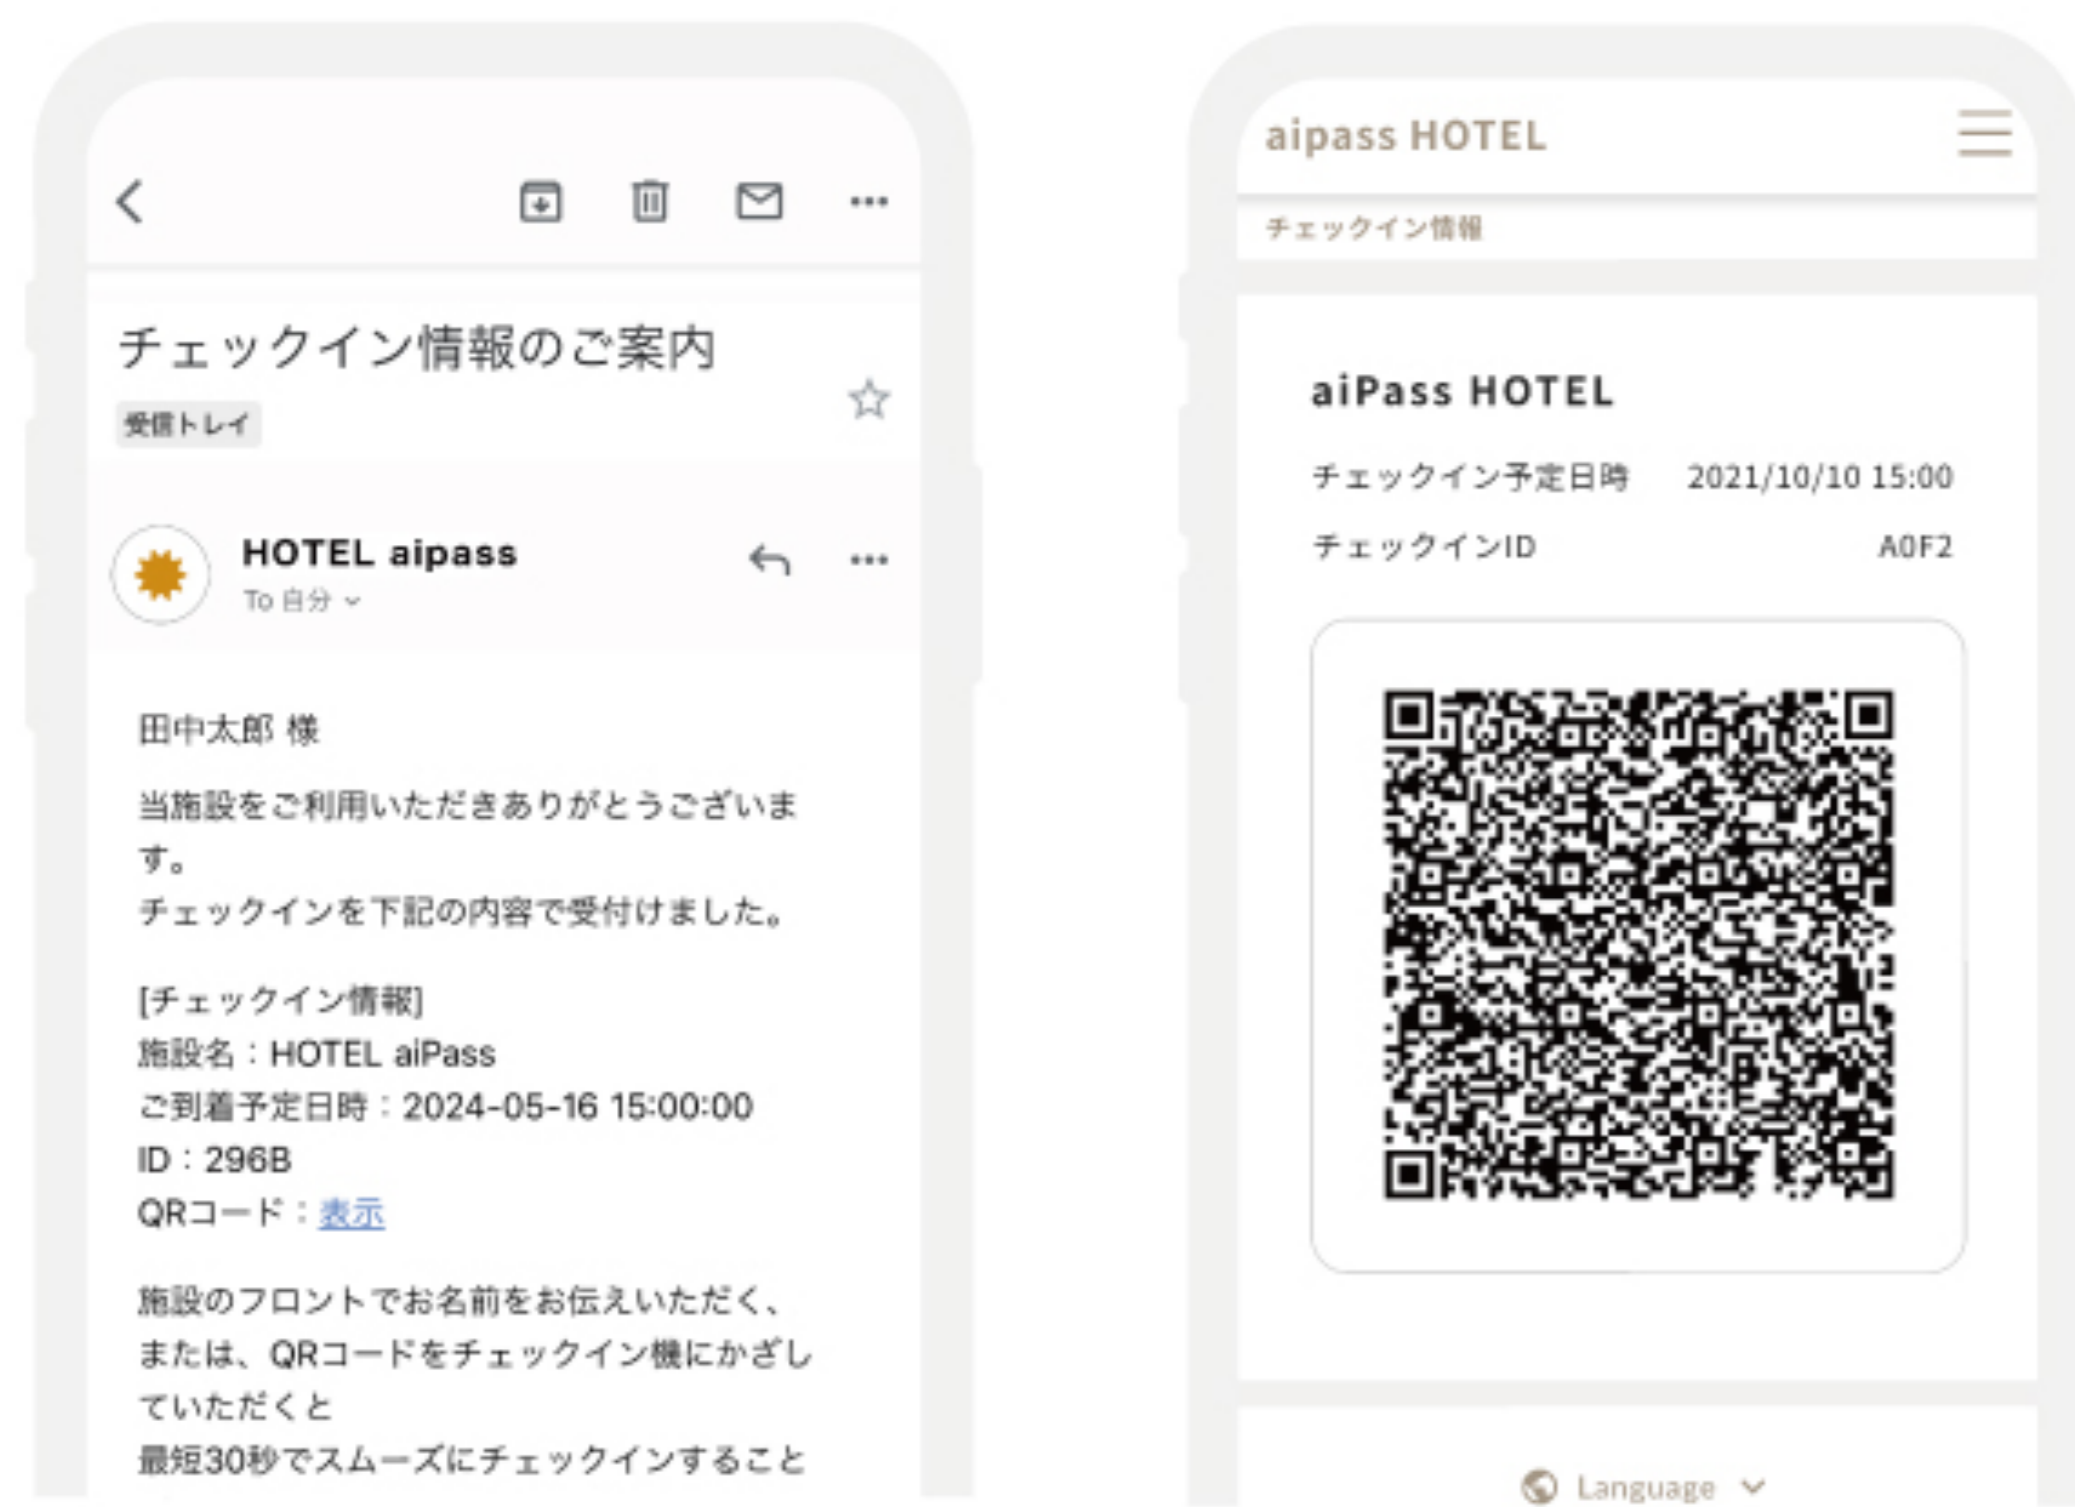 チェックイン情報のご案内
受信トレイ
HOTEL aipass
To 自分
田中太郎 様
当施設をご利用いただきありがとうございま
す。
チェックインを下記の内容で受付けました。
[チェックイン情報]
施設名：HOTEL aiPass
ご到着予定日時：2024-05-16 15:00:00
ID：296B
QRコード：表示
施設のフロントでお名前をお伝えいただく、
または、QRコードをチェックイン機にかざし
ていただくと
最短30秒でスムーズにチェックインすること
aipass HOTEL
チェックイン情報
aiPass HOTEL
チェックイン予定日時 2021/10/10 15:00
チェックインID A0F2
Language